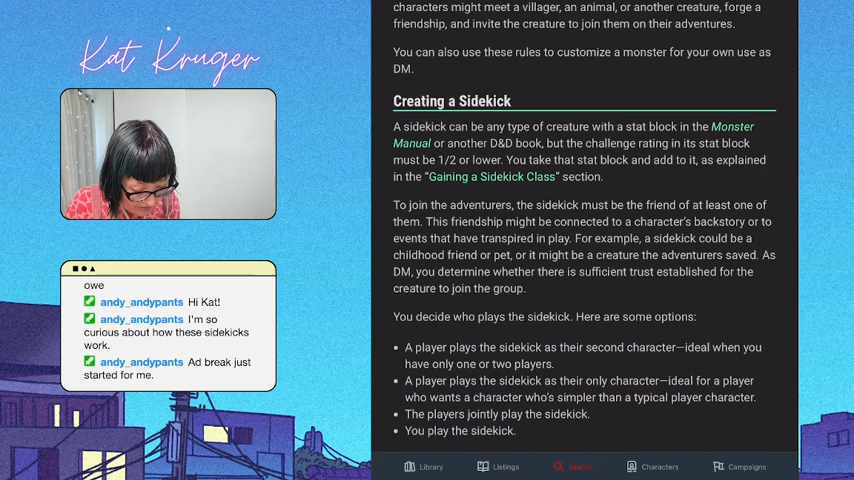 Kat Kruger
owe
andy_andypants Hi Kat!
andy_andypants I'm so
curious about how these sidekicks
work.
andy_andypants Ad break just
started for me.
characters might meet a villager, an animal, or another creature, forge a
friendship, and invite the creature to join them on their adventures.
You can also use these rules to customize a monster for your own use as
DM.
Creating a Sidekick
A sidekick can be any type of creature with a stat block in the Monster
Manual or another D&D book, but the challenge rating in its stat block
must be 1/2 or lower. You take that stat block and add to it, as explained
in the “Gaining a Sidekick Class” section.
To join the adventurers, the sidekick must be the friend of at least one of
them. This friendship might be connected to a character’s backstory or to
events that have transpired in play. For example, a sidekick could be a
childhood friend or pet, or it might be a creature the adventurers saved. As
DM, you determine whether there is sufficient trust established for the
creature to join the group.
You decide who plays the sidekick. Here are some options:
• A player plays the sidekick as their second character—ideal when you
have only one or two players.
• A player plays the sidekick as their only character—ideal for a player
who wants a character who’s simpler than a typical player character.
• The players jointly play the sidekick.
• You play the sidekick.
Library Listings Search Characters Campaigns